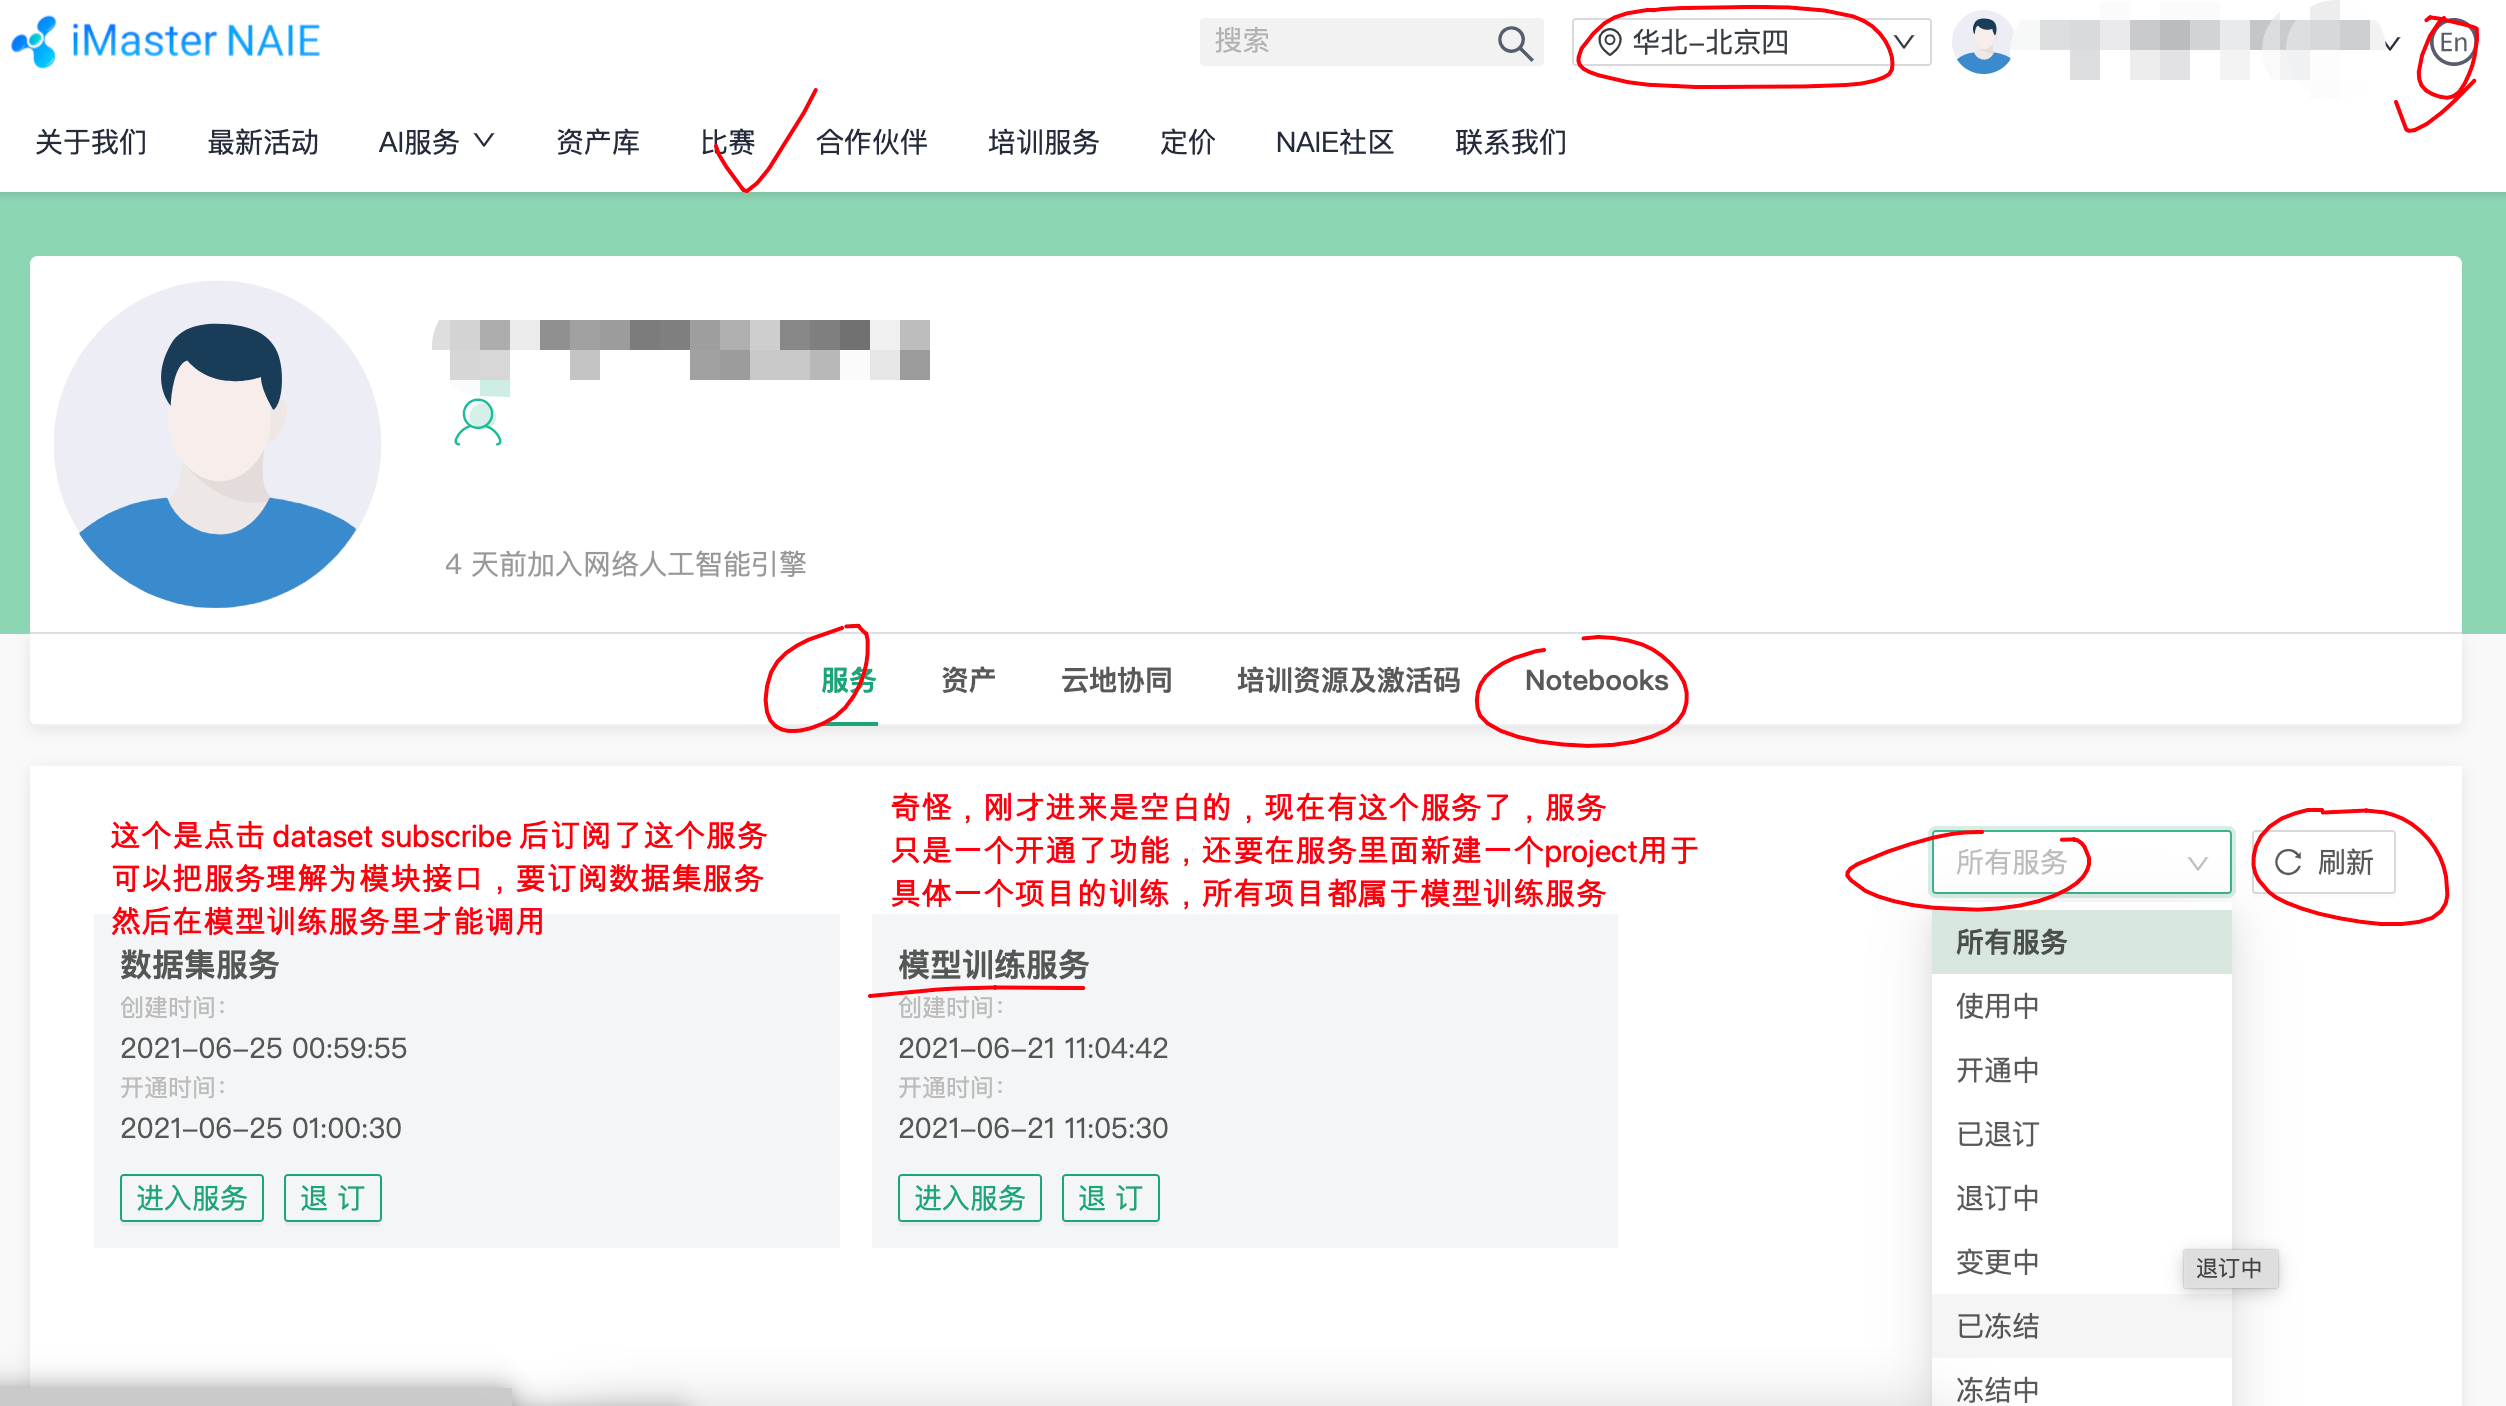 iMaster NAIE
搜索
华北-北京四
En
关于我们 最新活动 AI服务 资产库 比赛 合作伙伴 培训服务 定价 NAIE社区 联系我们
4 天前加入网络人工智能引擎
服务 资产 云地协同 培训资源及激活码 Notebooks
这个是点击 dataset subscribe 后订阅了这个服务
可以把服务理解为模块接口，要订阅数据集服务
然后在模型训练服务里才能调用
奇怪，刚才进来是空白的，现在有这个服务了，服务
只是一个开通了功能，还要在服务里面新建一个project用于
具体一个项目的训练，所有项目都属于模型训练服务
所有服务
刷新
数据集服务
创建时间：
2021-06-25 00:59:55
开通时间：
2021-06-25 01:00:30
进入服务 退 订
模型训练服务
创建时间：
2021-06-21 11:04:42
开通时间：
2021-06-21 11:05:30
进入服务 退 订
所有服务
使用中
开通中
已退订
退订中
变更中
退订中
已冻结
冻结中